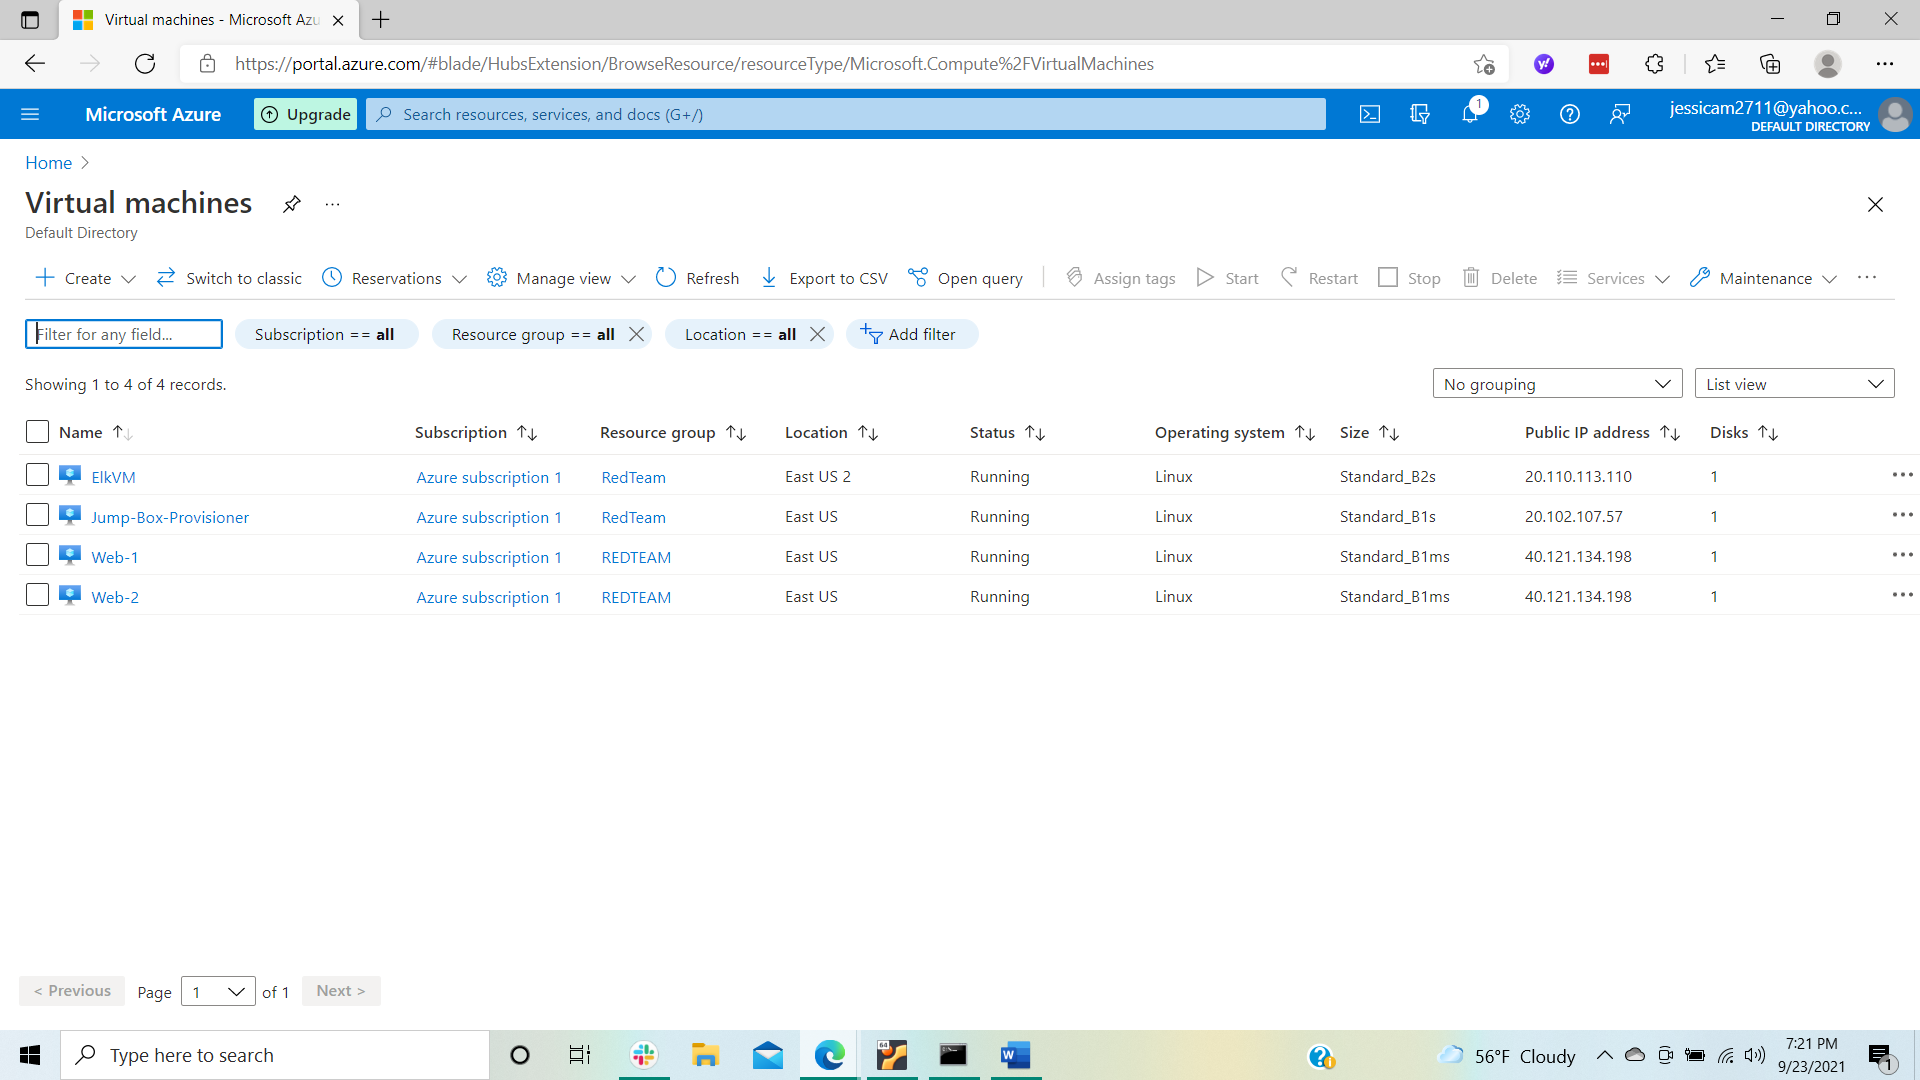 Virtual machines - Microsoft Azu
https://portal.azure.com/#blade/HubsExtension/BrowseResource/resourceType/Microsoft.Compute%2FVirtualMachines
Microsoft Azure
Upgrade
Search resources, services, and docs (G+/)
1
jessicam2711@yahoo.c...
DEFAULT DIRECTORY
Home
Virtual machines
Default Directory
Create Switch to classic Reservations Manage view Refresh Export to CSV Open query Assign tags Start Restart Stop Delete Services Maintenance
Filter for any field... Subscription == all Resource group == all Location == all Add filter
Showing 1 to 4 of 4 records. No grouping List view
Name Subscription Resource group Location Status Operating system Size Public IP address Disks
ElkVM Azure subscription 1 RedTeam East US 2 Running Linux Standard_B2s 20.110.113.110 1
Jump-Box-Provisioner Azure subscription 1 RedTeam East US Running Linux Standard_B1s 20.102.107.57 1
Web-1 Azure subscription 1 REDTEAM East US Running Linux Standard_B1ms 40.121.134.198 1
Web-2 Azure subscription 1 REDTEAM East US Running Linux Standard_B1ms 40.121.134.198 1
< Previous Page 1 of 1 Next >
Type here to search
56°F Cloudy
7:21 PM
9/23/2021
1